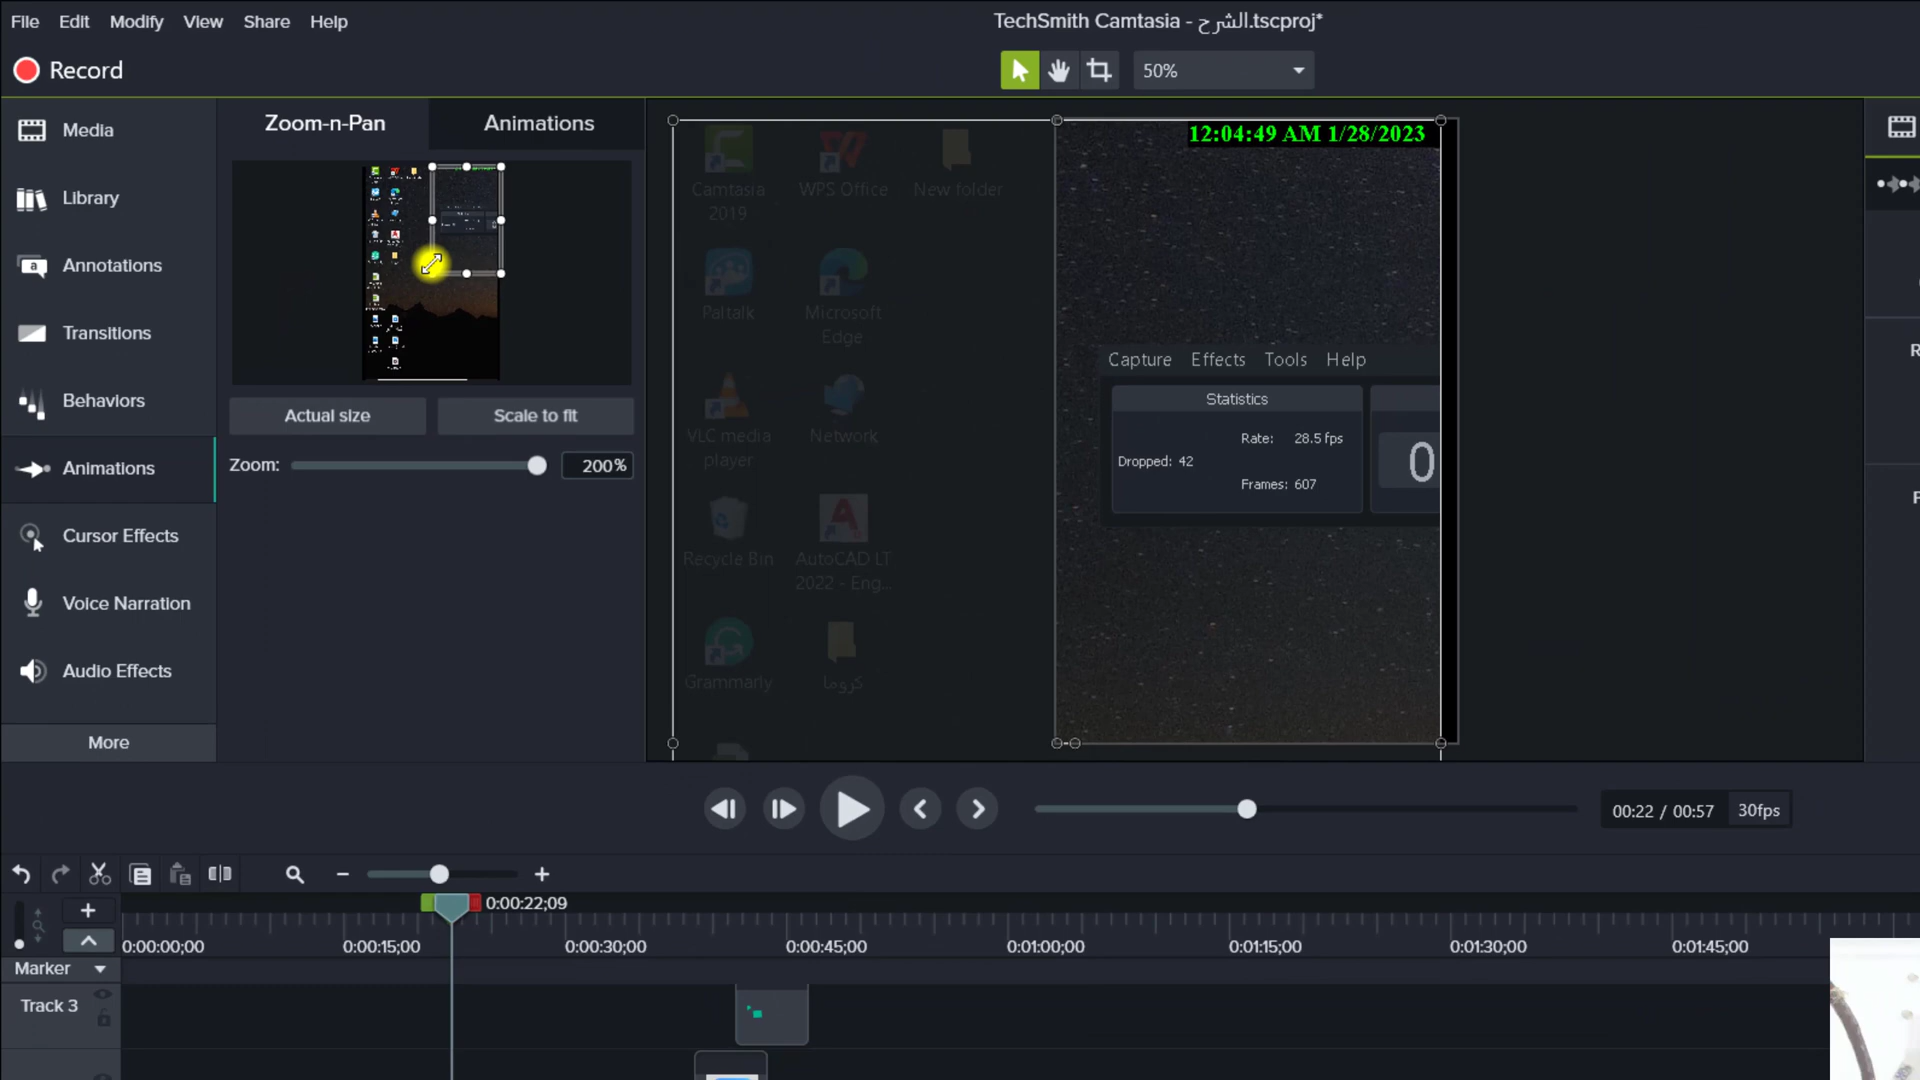 File Edit Modify View Share Help
TechSmith Camtasia - الشرح.tscproj*
Record
50%
Media
Library
Annotations
Transitions
Behaviors
Animations
Cursor Effects
Voice Narration
Audio Effects
More
Zoom-n-Pan Animations
Actual size Scale to fit
Zoom: 200%
12:04:49 AM 1/28/2023
Camtasia
2019
WPS Office
New folder
Paltalk
Microsoft
Edge
VLC media
player
Network
Recycle Bin
AutoCAD LT
2022 - Eng...
Grammarly
كروما
Capture Effects Tools Help
Statistics
Rate: 28.5 fps
Dropped: 42
Frames: 607
0
00:22 / 00:57 30fps
0:00:22;09
0:00:00;00 0:00:15;00 0:00:30;00 0:00:45;00 0:01:00;00 0:01:15;00 0:01:30;00 0:01:45;00
Marker
Track 3